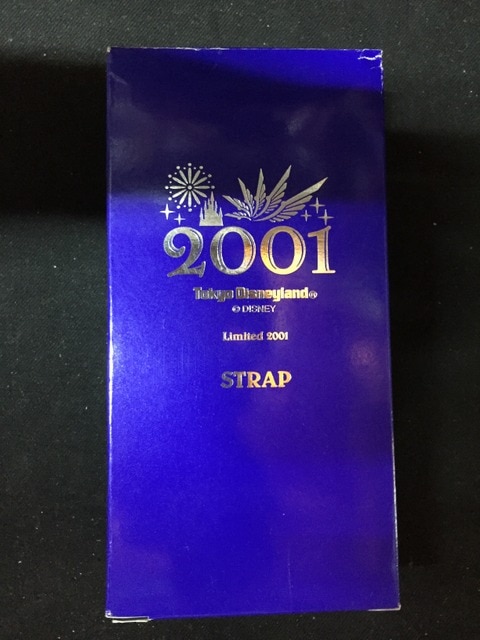 2001
Tokyo Disneyland®
© DISNEY
Limited 2001
STRAP